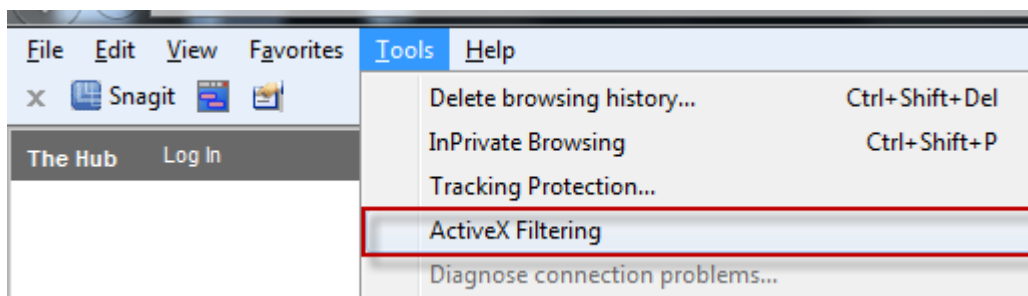 File Edit View Favorites Tools Help
x Snagit
Delete browsing history... Ctrl+Shift+Del
InPrivate Browsing Ctrl+Shift+P
The Hub Log In
Tracking Protection...
ActiveX Filtering
Diagnose connection problems...